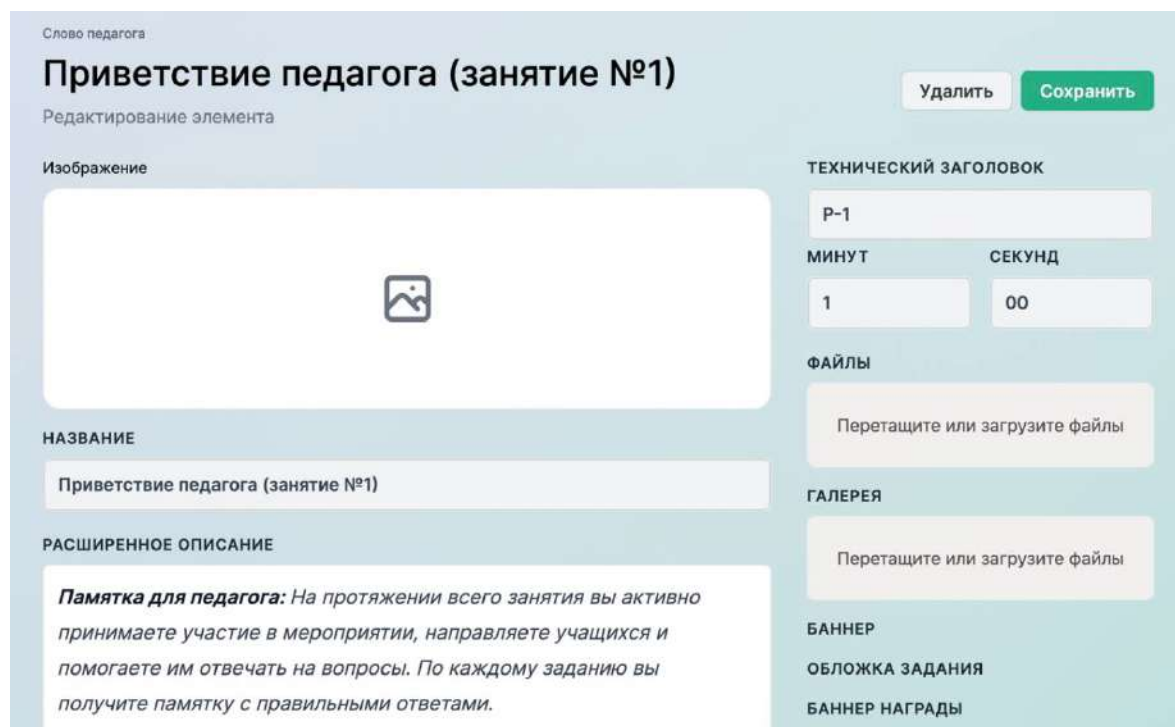 Слово педагога
Приветствие педагога (занятие №1)
Редактирование элемента
Удалить
Сохранить
Изображение
НАЗВАНИЕ
Приветствие педагога (занятие №1)
РАСШИРЕННОЕ ОПИСАНИЕ
Памятка для педагога: На протяжении всего занятия вы активно
принимаете участие в мероприятии, направляете учащихся и
помогаете им отвечать на вопросы. По каждому заданию вы
получите памятку с правильными ответами.
ТЕХНИЧЕСКИЙ ЗАГОЛОВОК
P-1
МИНУТ
СЕКУНД
1
00
ФАЙЛЫ
Перетащите или загрузите файлы
ГАЛЕРЕЯ
Перетащите или загрузите файлы
БАННЕР
ОБЛОЖКА ЗАДАНИЯ
БАННЕР НАГРАДЫ